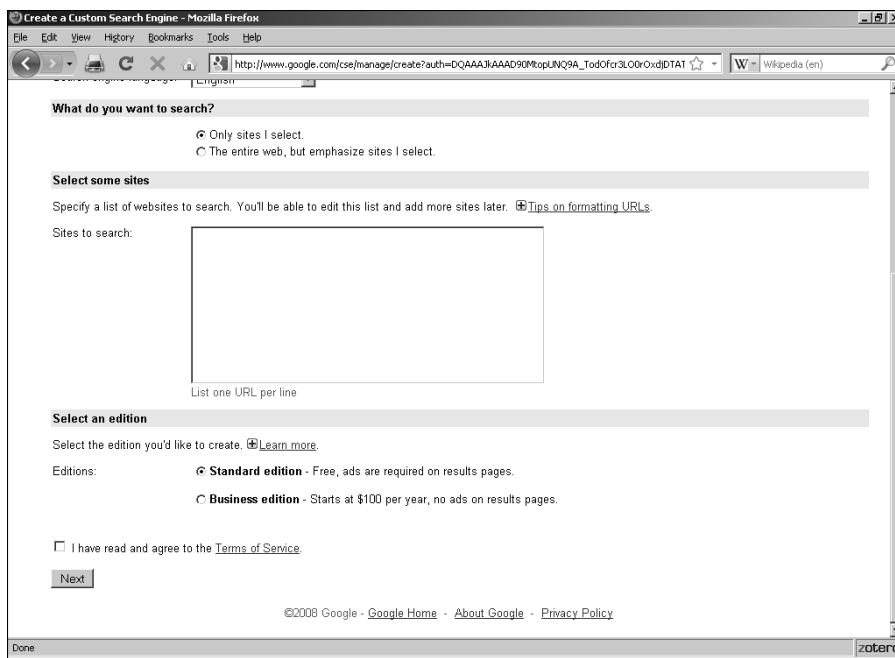 Create a Custom Search Engine - Mozilla Firefox
File Edit View History Bookmarks Tools Help
http://www.google.com/cse/manage/create?auth= W Wikipedia (en)
Search engine language: English
What do you want to search?
Only sites I select.
The entire web, but emphasize sites I select.
Select some sites
Specify a list of websites to search. You'll be able to edit this list and add more sites later. Tips on formatting URLs.
Sites to search:
List one URL per line
Select an edition
Select the edition you'd like to create. Learn more.
Editions: Standard edition - Free, ads are required on results pages.
Business edition - Starts at $100 per year, no ads on results pages.
I have read and agree to the Terms of Service.
Next
©2008 Google - Google Home - About Google - Privacy Policy
Done zoter